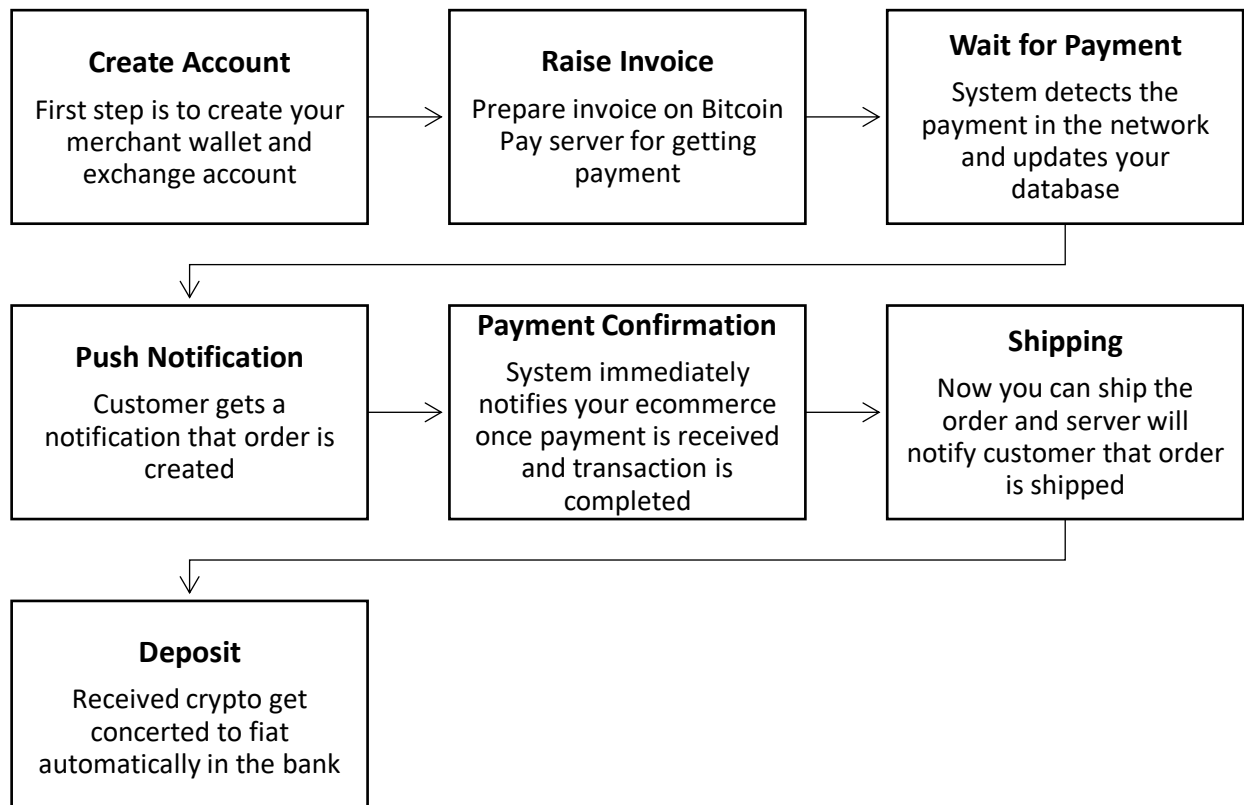 Create Account
First step is to create your
merchant wallet and
exchange account
Raise Invoice
Prepare invoice on Bitcoin
Pay server for getting
payment
Wait for Payment
System detects the
payment in the network
and updates your
database
Push Notification
Customer gets a
notification that order is
created
Payment Confirmation
System immediately
notifies your ecommerce
once payment is received
and transaction is
completed
Shipping
Now you can ship the
order and server will
notify customer that order
is shipped
Deposit
Received crypto get
concerted to fiat
automatically in the bank